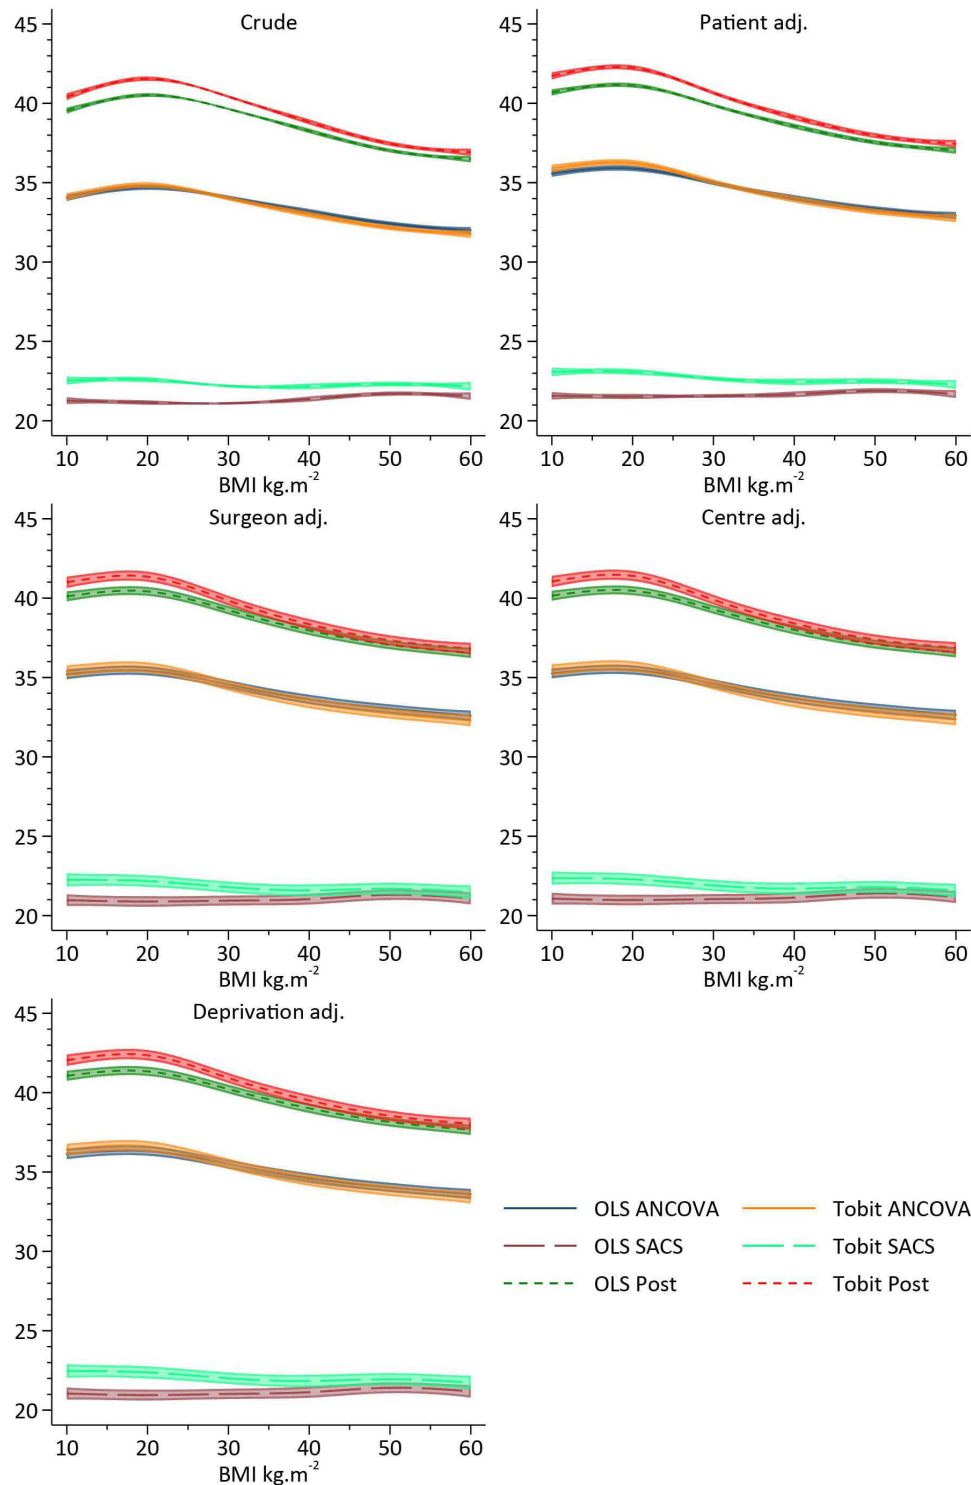 Crude
45
40
35
30
25
20
10 20 30 40 50 60
BMI kg.m-2
Patient adj.
45
40
35
30
25
20
10 20 30 40 50 60
BMI kg.m-2
Surgeon adj.
45
40
35
30
25
20
10 20 30 40 50 60
BMI kg.m-2
Centre adj.
45
40
35
30
25
20
10 20 30 40 50 60
BMI kg.m-2
Deprivation adj.
45
40
35
30
25
20
10 20 30 40 50 60
BMI kg.m-2
OLS ANCOVA Tobit ANCOVA
OLS SACS Tobit SACS
OLS Post Tobit Post